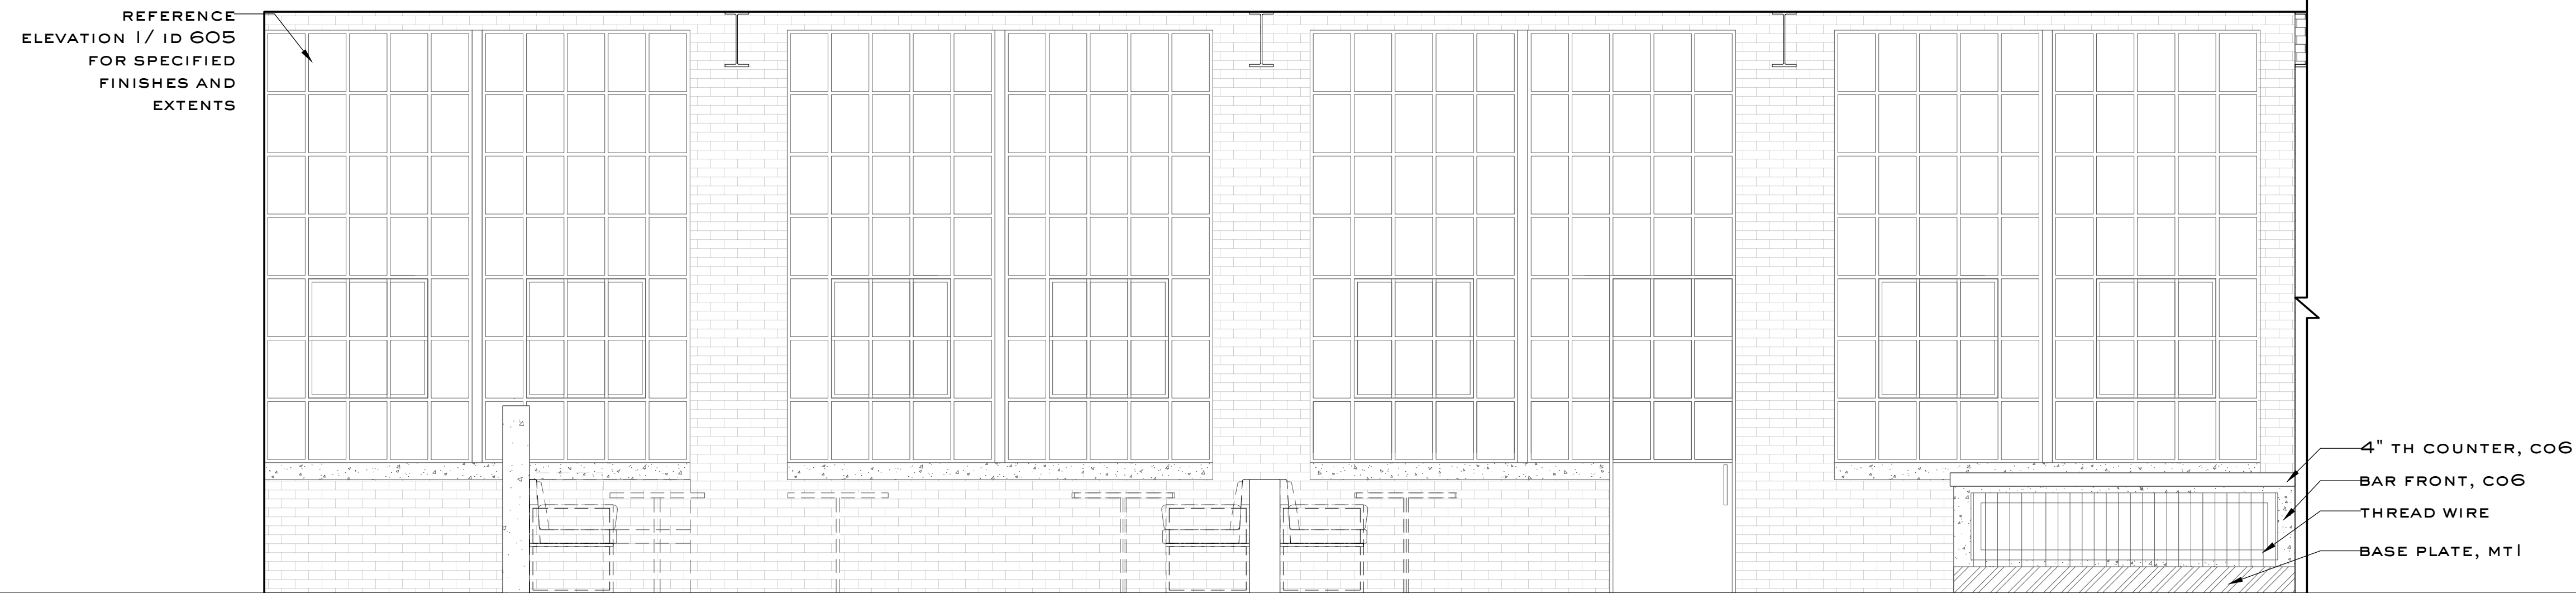 REFERENCE
ELEVATION 1/ ID 605
FOR SPECIFIED
FINISHES AND
EXTENTS
4" TH COUNTER, CO6
BAR FRONT, CO6
THREAD WIRE
BASE PLATE, MT1